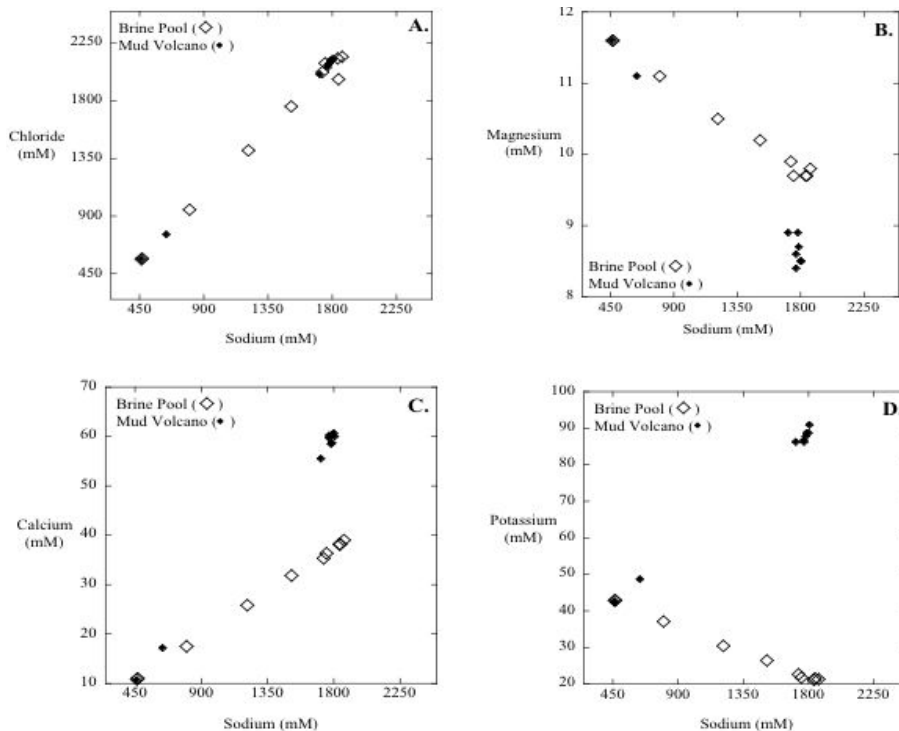 A.
Brine Pool ( )
Mud Volcano ( )
2250
1800
1350
900
450
Chloride
(mM)
450 900 1350 1800 2250
Sodium (mM)
B.
12
11
10
9
8
Magnesium
(mM)
Brine Pool ( )
Mud Volcano ( )
450 900 1350 1800 2250
Sodium (mM)
C.
Brine Pool ( )
Mud Volcano ( )
70
60
50
40
30
20
10
Calcium
(mM)
450 900 1350 1800 2250
Sodium (mM)
D.
Brine Pool ( )
Mud Volcano ( )
100
90
80
70
60
50
40
30
20
Potassium
(mM)
450 900 1350 1800 2250
Sodium (mM)